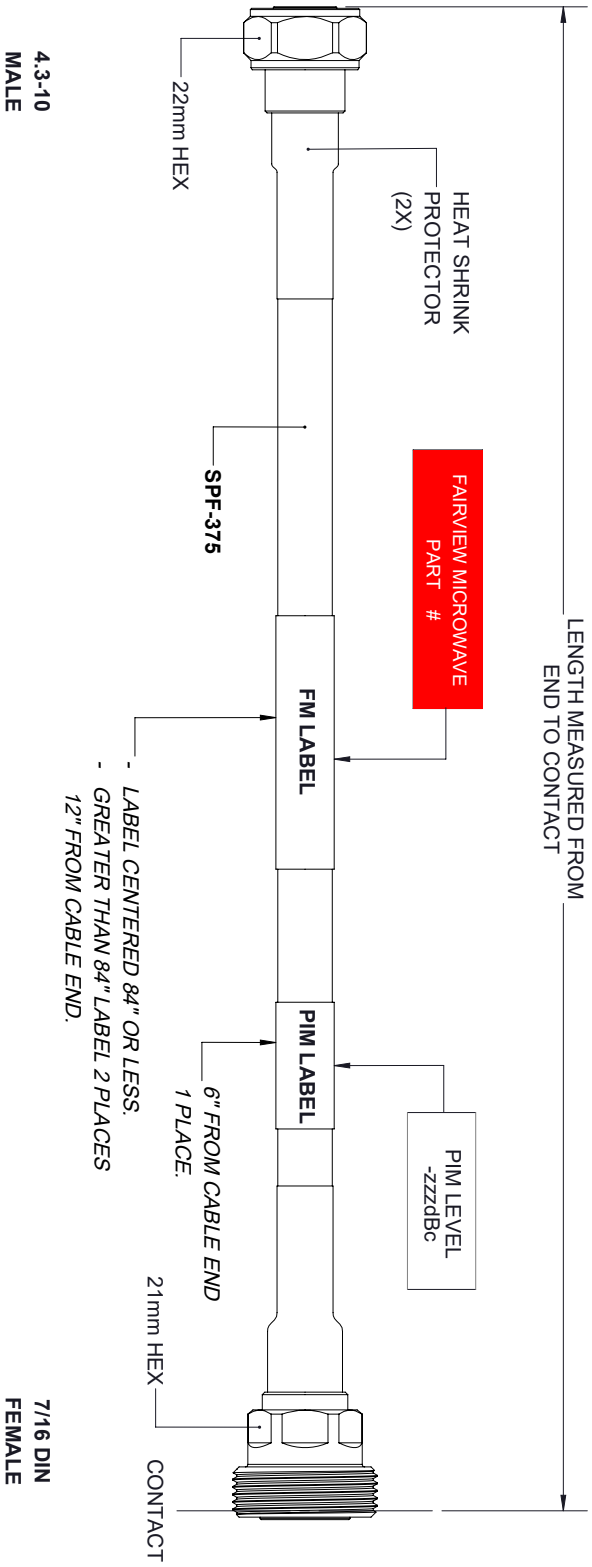 LENGTH MEASURED FROM
END TO CONTACT
HEAT SHRINK
PROTECTOR
(2X)
FAIRVIEW MICROWAVE
PART #
PIM LEVEL
-zzzdBc
FM LABEL
PIM LABEL
22mm HEX
SPF-375
6" FROM CABLE END
1 PLACE.
21mm HEX
CONTACT
- LABEL CENTERED 84" OR LESS.
- GREATER THAN 84" LABEL 2 PLACES
12" FROM CABLE END.
4.3-10
MALE
7/16 DIN
FEMALE